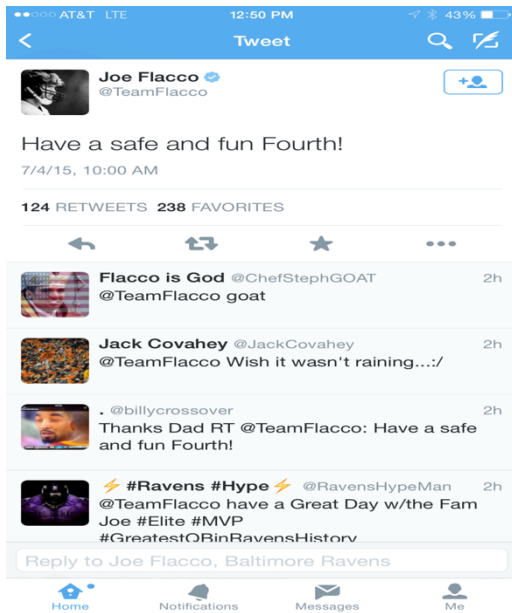 AT&T LTE 12:50 PM 43%
Tweet
Joe Flacco
@TeamFlacco
Have a safe and fun Fourth!
7/4/15, 10:00 AM
124 RETWEETS 238 FAVORITES
Flacco is God @ChefStephGOAT 2h
@TeamFlacco goat
Jack Covahey @JackCovahey 2h
@TeamFlacco Wish it wasn't raining...:/
. @billycrossover 2h
Thanks Dad RT @TeamFlacco: Have a safe
and fun Fourth!
⚡ #Ravens #Hype⚡ @RavensHypeMan 2h
@TeamFlacco have a Great Day w/the Fam
Joe #Elite #MVP
#GreatestQBinRavensHistory
Reply to Joe Flacco, Baltimore Ravens
Home Notifications Messages Me